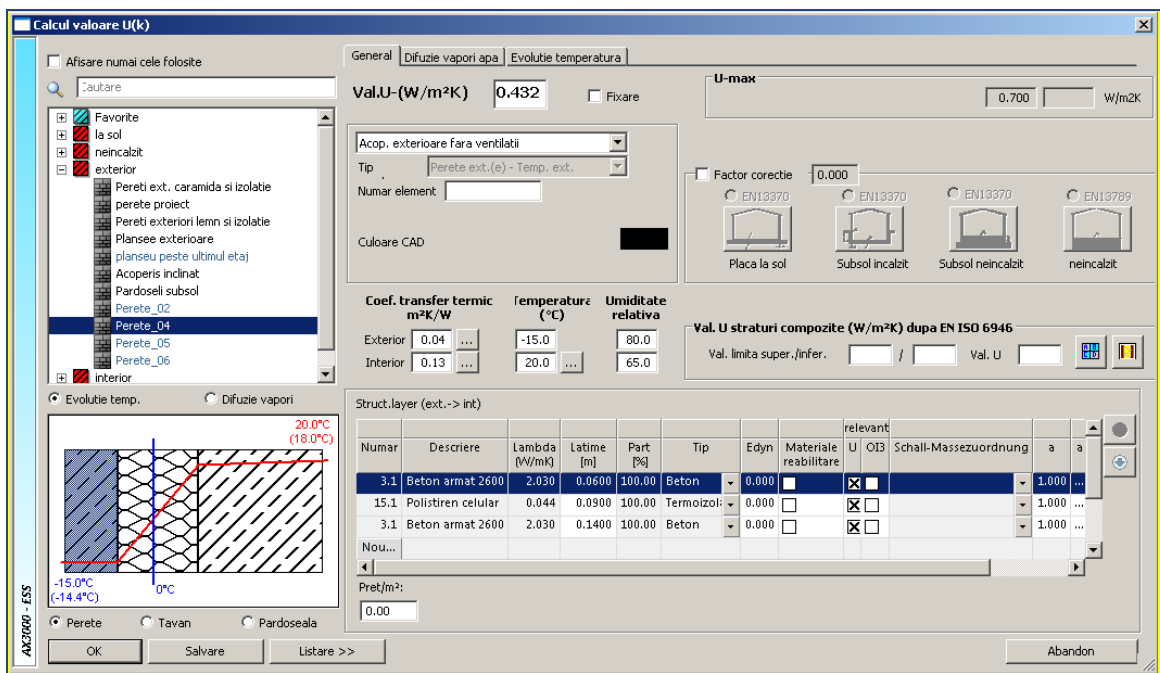 Calcul valoare U(k)
Afisare numai cele folosite
Cautare
Favorite
la sol
neincalzit
exterior
Pereti ext. caramida si izolatie
perete proiect
Pereti exteriori lemn si izolatie
Plansee exterioare
planseu peste ultimul etaj
Acoperis inclinat
Pardoseli subsol
Perete_02
Perete_04
Perete_05
Perete_06
interior
Evolutie temp. Difuzie vapori
20.0°C
(18.0°C)
-15.0°C
(-14.4°C)
0°C
Perete Tavan Pardoseala
OK Salvare Listare >>
AX3000 - ESS
General Difuzie vapori apa Evolutie temperatura
Val.U-(W/m²K) 0.432 Fixare
U-max
0.700 W/m2K
Acop. exterioare fara ventilatii
Tip Perete ext.(e) - Temp. ext.
Numar element
Culoare CAD
Factor corectie 0.000
EN13370 EN13370 EN13370 EN13789
Placa la sol Subsol incalzit Subsol neincalzit neincalzit
Coef. transfer termic Temperatura Umiditate
m²K/W (°C) relativa
Exterior 0.04 ... -15.0 80.0
Interior 0.13 ... 20.0 ... 65.0
Val. U straturi compozite (W/m²K) dupa EN ISO 6946
Val. limita super./infer. / Val. U
Struct.layer (ext.-> int)
relevant
Numar Descriere Lambda Latime Part Tip Edyn Materiale U OI3 Schall-Massezuordnung a a
(W/mK) [m] [%] reabilitare
3.1 Beton armat 2600 2.030 0.0600 100.00 Beton 0.000 1.000 ...
15.1 Polistiren celular 0.044 0.0900 100.00 Termoizol: 0.000 1.000 ...
3.1 Beton armat 2600 2.030 0.1400 100.00 Beton 0.000 1.000 ...
Nou...
Pret/m²:
0.00
Abandon